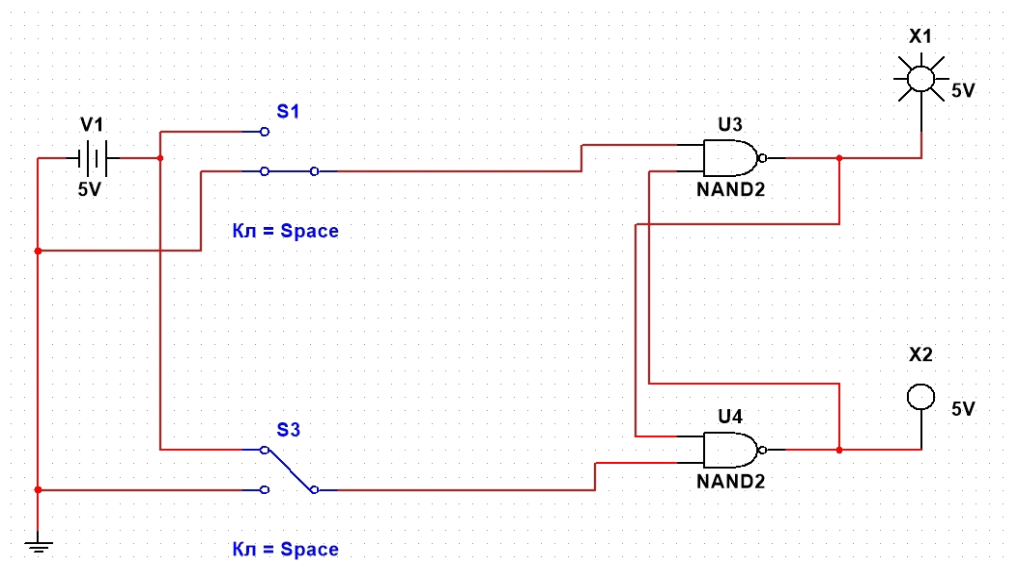 X1
5V
S1
V1
5V
U3
NAND2
Кл = Space
X2
5V
S3
U4
NAND2
Кл = Space